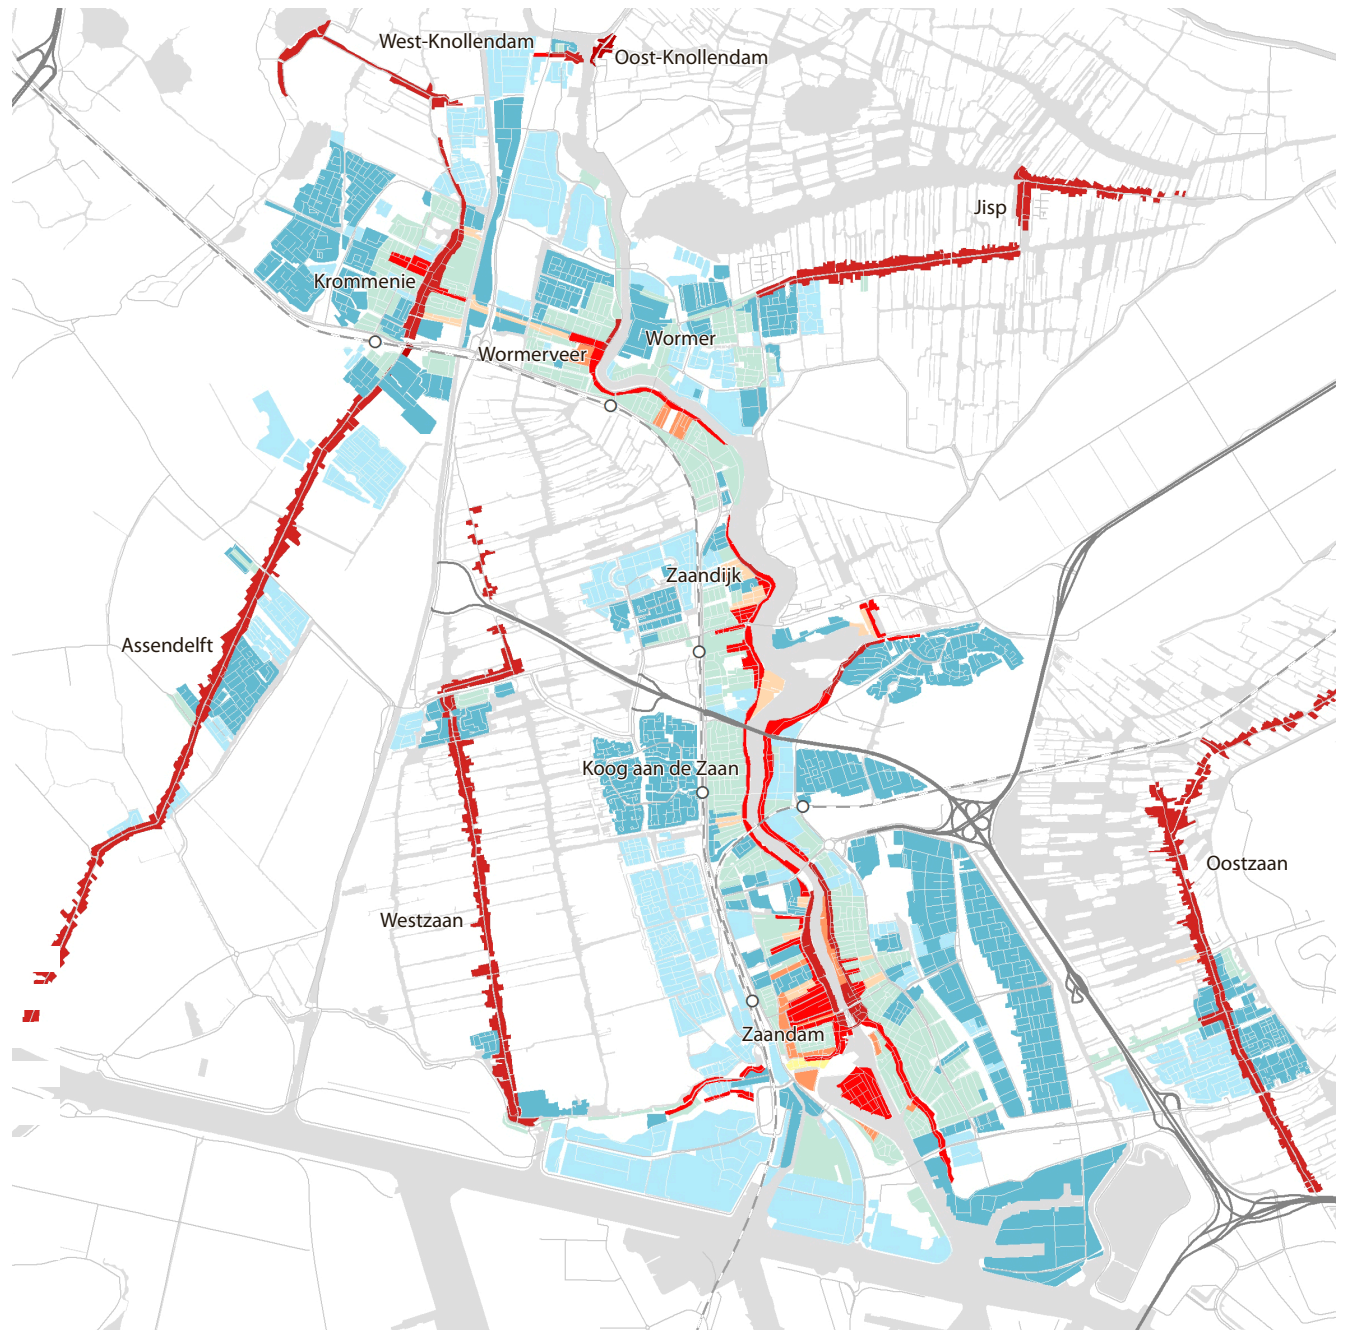 West-Knollendam
Oost-Knollendam
Jisp
Krommenie
Wormer
Wormerveer
Zaandijk
Assendelft
Koog aan de Zaan
Oostzaan
Westzaan
Zaandam